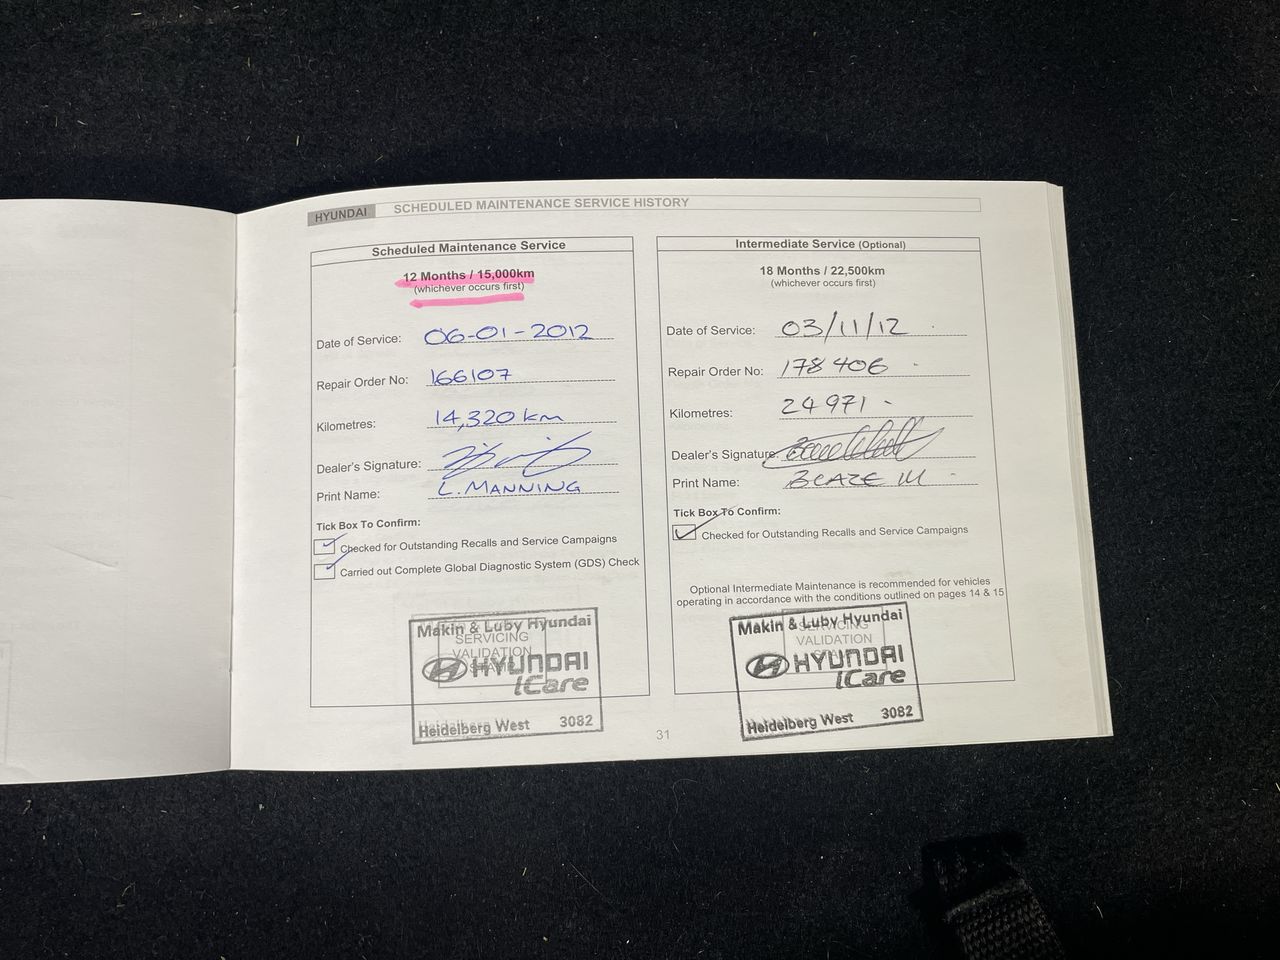 HYUNDAI SCHEDULED MAINTENANCE SERVICE HISTORY
Scheduled Maintenance Service
12 Months / 15,000km
(whichever occurs first)
Date of Service: 06-01-2012
Repair Order No: 166107
Kilometres: 14,320 km
Dealer's Signature:
Print Name: L. MANNING
Tick Box To Confirm:
Checked for Outstanding Recalls and Service Campaigns
Carried out Complete Global Diagnostic System (GDS) Check
SERVICING
VALIDATION
Makin & Luby Hyundai
HYUNDAI
iCare
Heidelberg West 3082
Intermediate Service (Optional)
18 Months / 22,500km
(whichever occurs first)
Date of Service: 03/11/12
Repair Order No: 178406
Kilometres: 24971
Dealer's Signature:
Print Name: BLAZE M
Tick Box To Confirm:
Checked for Outstanding Recalls and Service Campaigns
Optional Intermediate Maintenance is recommended for vehicles
operating in accordance with the conditions outlined on pages 14 & 15
SERVICING
VALIDATION
Makin & Luby Hyundai
HYUNDAI
iCare
Heidelberg West 3082
31